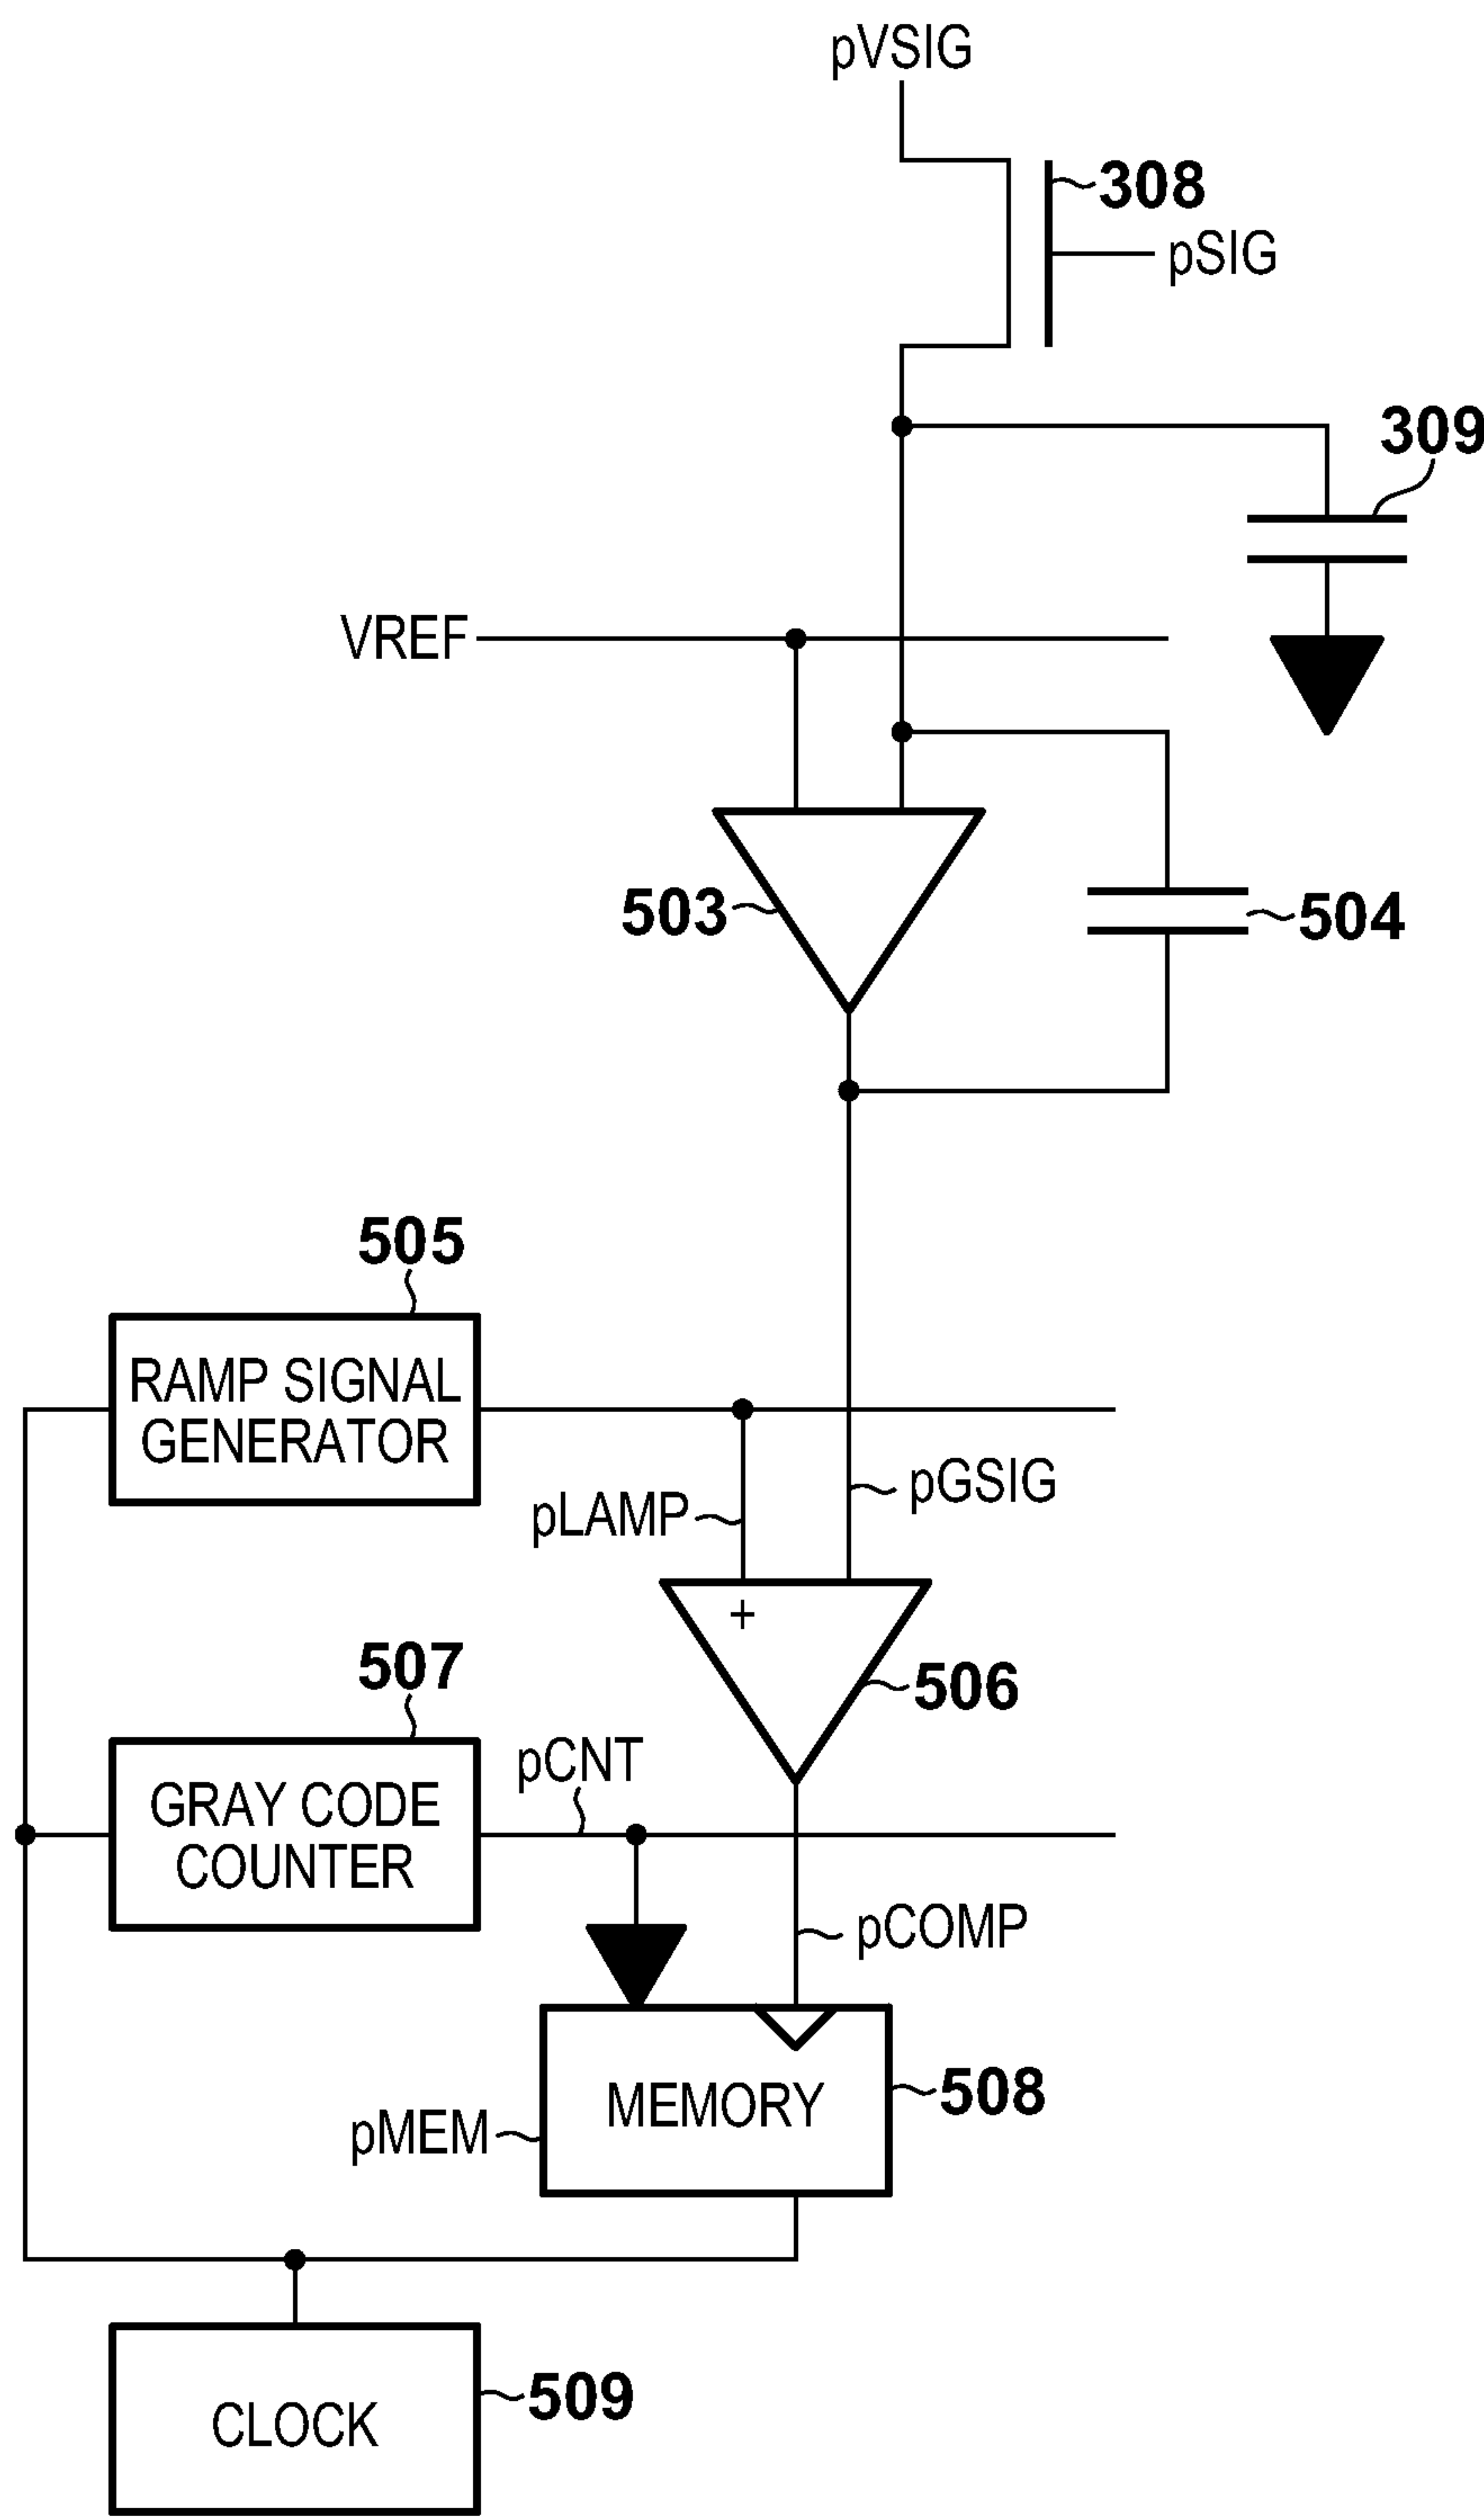 pVSIG
308
pSIG
309
VREF
503
504
505
RAMP SIGNAL
GENERATOR
pGSIG
pLAMP
+
507
506
pCNT
GRAY CODE
COUNTER
pCOMP
MEMORY
508
pMEM
509
CLOCK